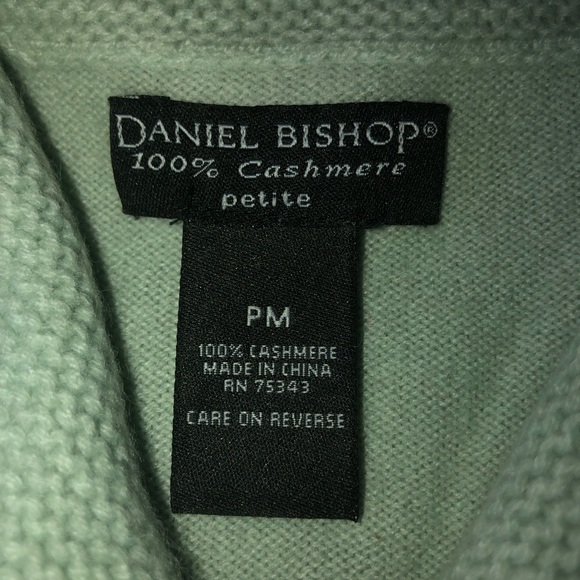 DANIEL BISHOP®
100% Cashmere
petite
PM
100% CASHMERE
MADE IN CHINA
RN 75343
CARE ON REVERSE